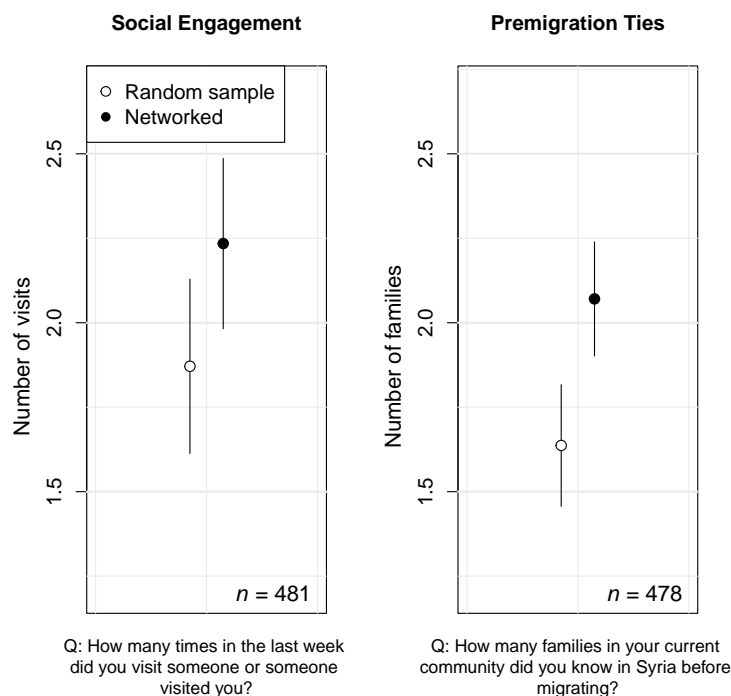 Social Engagement
Random sample
Networked
Number of visits
2.5
2.0
1.5
n = 481
Q: How many times in the last week
did you visit someone or someone
visited you?
Premigration Ties
Number of families
2.5
2.0
1.5
n = 478
Q: How many families in your current
community did you know in Syria before
migrating?